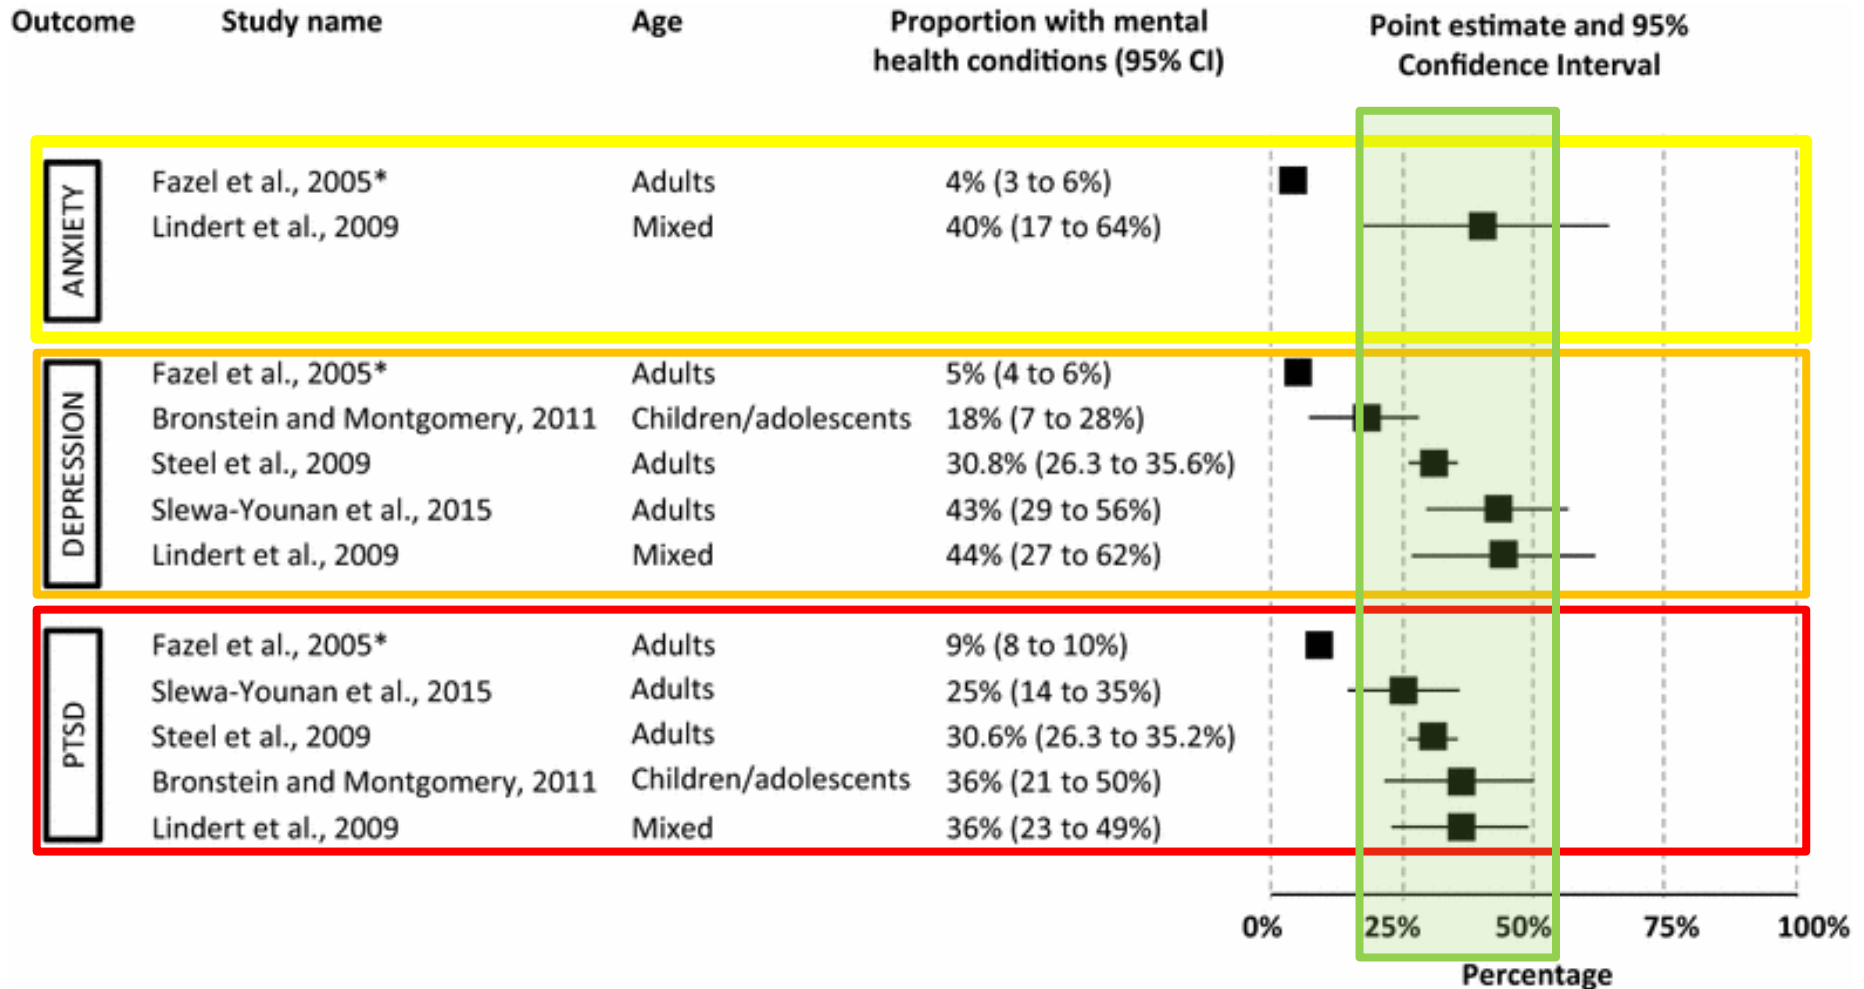 Outcome Study name Age Proportion with mental health conditions (95% CI) Point estimate and 95% Confidence Interval
ANXIETY
Fazel et al., 2005* Adults 4% (3 to 6%)
Lindert et al., 2009 Mixed 40% (17 to 64%)
DEPRESSION
Fazel et al., 2005* Adults 5% (4 to 6%)
Bronstein and Montgomery, 2011 Children/adolescents 18% (7 to 28%)
Steel et al., 2009 Adults 30.8% (26.3 to 35.6%)
Slewa-Younan et al., 2015 Adults 43% (29 to 56%)
Lindert et al., 2009 Mixed 44% (27 to 62%)
PTSD
Fazel et al., 2005* Adults 9% (8 to 10%)
Slewa-Younan et al., 2015 Adults 25% (14 to 35%)
Steel et al., 2009 Adults 30.6% (26.3 to 35.2%)
Bronstein and Montgomery, 2011 Children/adolescents 36% (21 to 50%)
Lindert et al., 2009 Mixed 36% (23 to 49%)
0% 25% 50% 75% 100%
Percentage